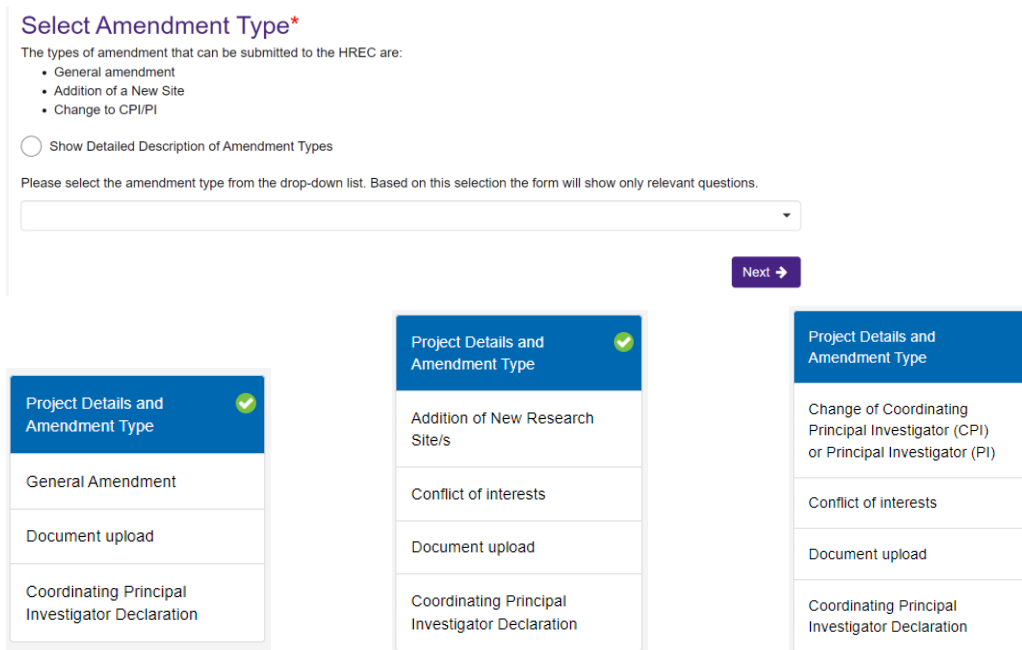 Select Amendment Type*
The types of amendment that can be submitted to the HREC are:
• General amendment
• Addition of a New Site
• Change to CPI/PI
Show Detailed Description of Amendment Types
Please select the amendment type from the drop-down list. Based on this selection the form will show only relevant questions.
Next
Project Details and
Amendment Type
General Amendment
Document upload
Coordinating Principal
Investigator Declaration
Project Details and
Amendment Type
Addition of New Research
Site/s
Conflict of interests
Document upload
Coordinating Principal
Investigator Declaration
Project Details and
Amendment Type
Change of Coordinating
Principal Investigator (CPI)
or Principal Investigator (PI)
Conflict of interests
Document upload
Coordinating Principal
Investigator Declaration